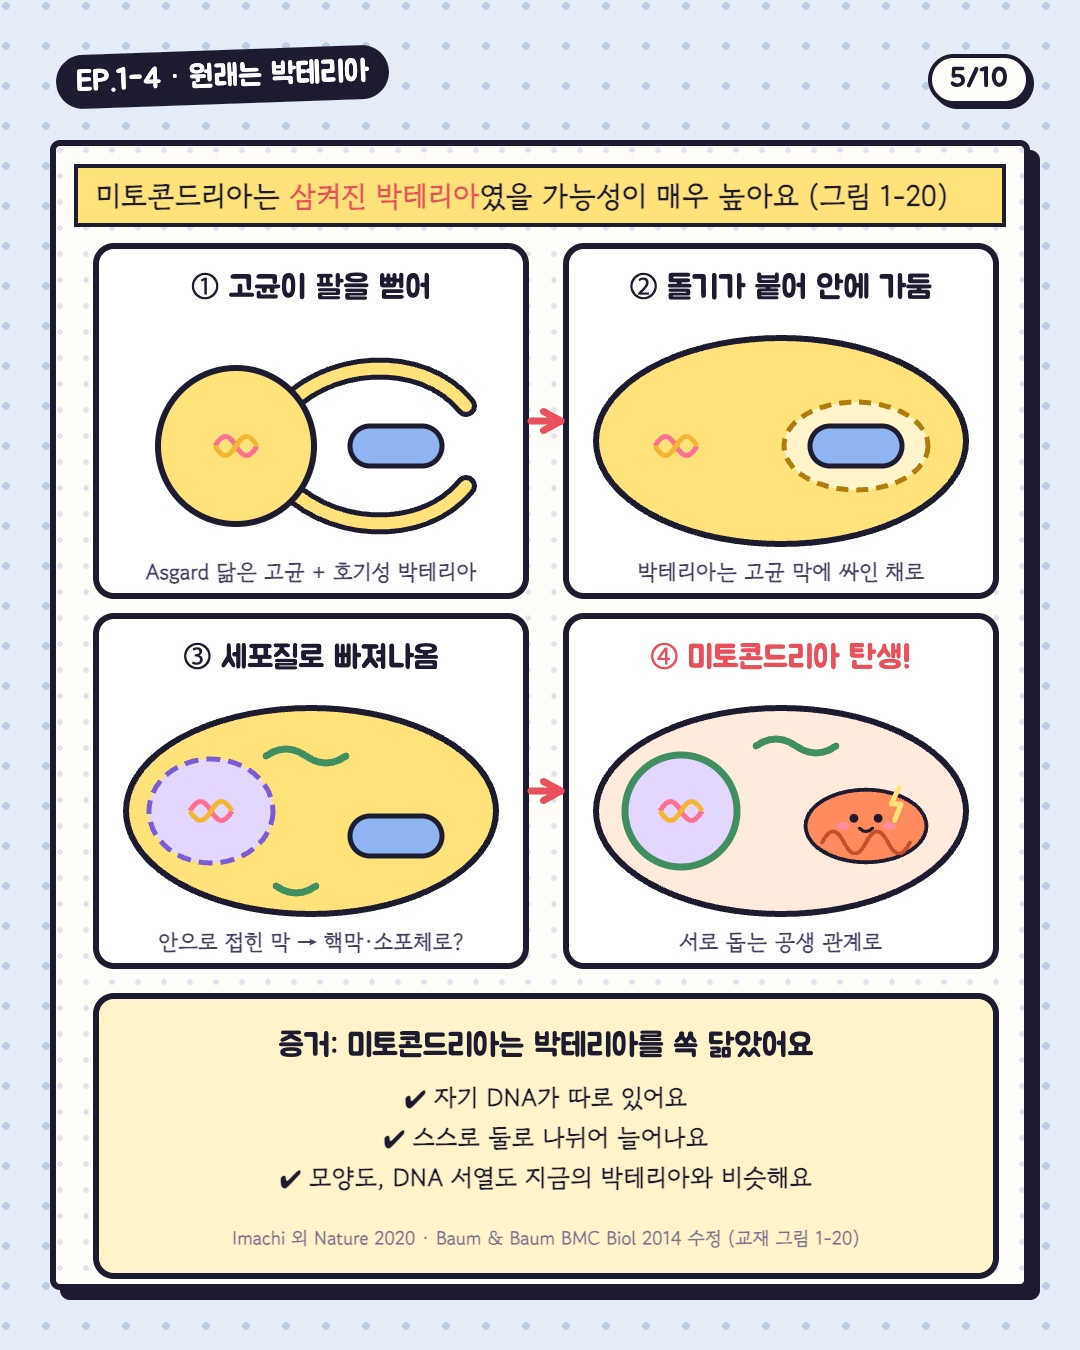 EP.1-4 · 원래는 박테리아
5/10
미토콘드리아는 삼켜진 박테리아였을 가능성이 매우 높아요 (그림 1-20)
① 고균이 팔을 뻗어
Asgard 닮은 고균 + 호기성 박테리아
② 돌기가 붙어 안에 가둠
박테리아는 고균 막에 싸인 채로
③ 세포질로 빠져나옴
안으로 접힌 막 → 핵막·소포체로?
④ 미토콘드리아 탄생!
서로 돕는 공생 관계로
증거: 미토콘드리아는 박테리아를 쏙 닮았어요
✔ 자기 DNA가 따로 있어요
✔ 스스로 둘로 나뉘어 늘어나요
✔ 모양도, DNA 서열도 지금의 박테리아와 비슷해요
Imachi 외 Nature 2020 · Baum & Baum BMC Biol 2014 수정 (교재 그림 1-20)